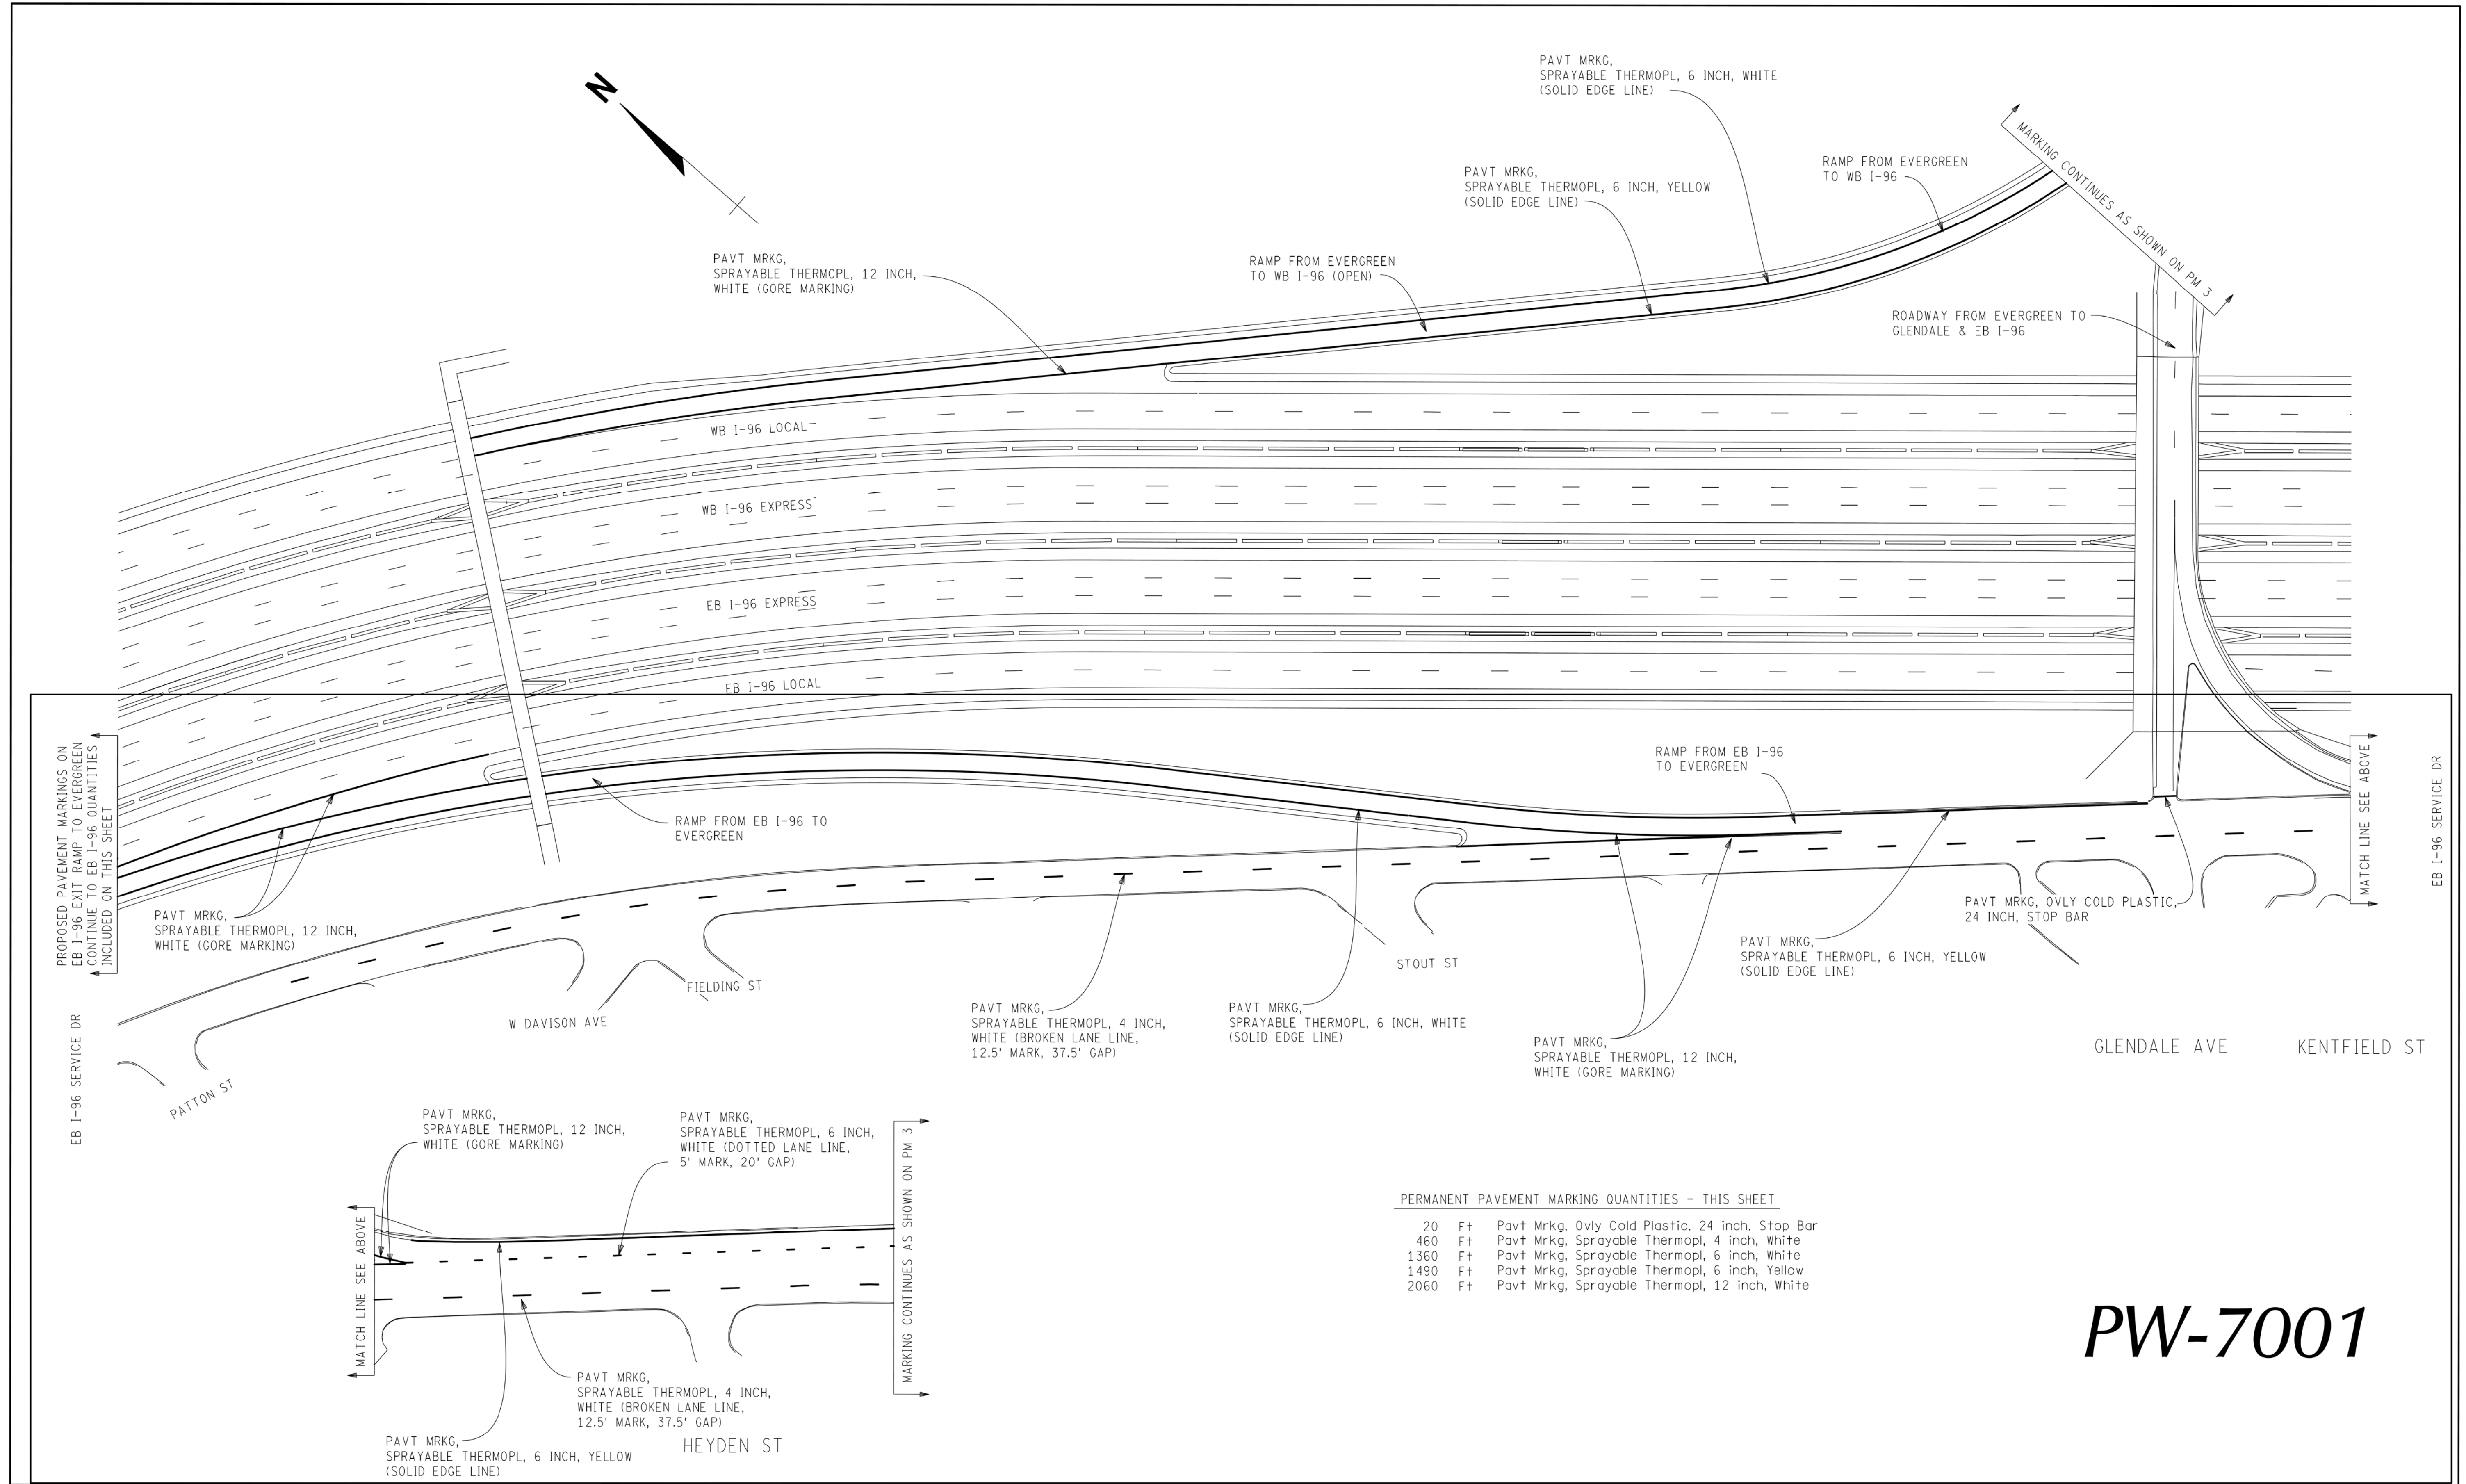 N
PAVT MRKG,
SPRAYABLE THERMOPL, 6 INCH, WHITE
(SOLID EDGE LINE)
MARKING CONTINUES AS SHOWN ON PM 3
RAMP FROM EVERGREEN
TO WB I-96
PAVT MRKG,
SPRAYABLE THERMOPL, 6 INCH, YELLOW
(SOLID EDGE LINE)
PAVT MRKG,
SPRAYABLE THERMOPL, 12 INCH,
WHITE (GORE MARKING)
RAMP FROM EVERGREEN
TO WB I-96 (OPEN)
ROADWAY FROM EVERGREEN TO
GLENDALE & EB I-96
WB I-96 LOCAL
WB I-96 EXPRESS
EB I-96 EXPRESS
EB I-96 LOCAL
PROPOSED PAVEMENT MARKINGS ON
EB I-96 EXIT RAMP TO EVERGREEN
CONTINUE TO EB I-96 QUANTITIES
INCLUDED ON THIS SHEET
RAMP FROM EB I-96
TO EVERGREEN
MATCH LINE SEE ABOVE
EB I-96 SERVICE DR
RAMP FROM EB I-96 TO
EVERGREEN
PAVT MRKG,
SPRAYABLE THERMOPL, 12 INCH,
WHITE (GORE MARKING)
PAVT MRKG, OVLY COLD PLASTIC,
24 INCH, STOP BAR
PAVT MRKG,
SPRAYABLE THERMOPL, 6 INCH, YELLOW
(SOLID EDGE LINE)
STOUT ST
FIELDING ST
W DAVISON AVE
PAVT MRKG,
SPRAYABLE THERMOPL, 4 INCH,
WHITE (BROKEN LANE LINE,
12.5' MARK, 37.5' GAP)
PAVT MRKG,
SPRAYABLE THERMOPL, 6 INCH, WHITE
(SOLID EDGE LINE)
PAVT MRKG,
SPRAYABLE THERMOPL, 12 INCH,
WHITE (GORE MARKING)
GLENDALE AVE
KENTFIELD ST
EB I-96 SERVICE DR
PATTON ST
PAVT MRKG,
SPRAYABLE THERMOPL, 12 INCH,
WHITE (GORE MARKING)
PAVT MRKG,
SPRAYABLE THERMOPL, 6 INCH,
WHITE (DOTTED LANE LINE,
5' MARK, 20' GAP)
MATCH LINE SEE ABOVE
MARKING CONTINUES AS SHOWN ON PM 3
PAVT MRKG,
SPRAYABLE THERMOPL, 4 INCH,
WHITE (BROKEN LANE LINE,
12.5' MARK, 37.5' GAP)
PAVT MRKG,
SPRAYABLE THERMOPL, 6 INCH, YELLOW
(SOLID EDGE LINE)
HEYDEN ST
PERMANENT PAVEMENT MARKING QUANTITIES - THIS SHEET
20 Ft Pavt Mrkg, Ovly Cold Plastic, 24 inch, Stop Bar
460 Ft Pavt Mrkg, Sprayable Thermopl, 4 inch, White
1360 Ft Pavt Mrkg, Sprayable Thermopl, 6 inch, White
1490 Ft Pavt Mrkg, Sprayable Thermopl, 6 inch, Yellow
2060 Ft Pavt Mrkg, Sprayable Thermopl, 12 inch, White
PW-7001